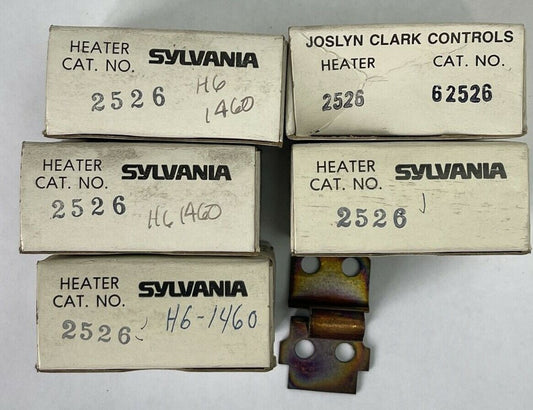 HEATER SYLVANIA
CAT. NO.
2526
H6
1460
JOSLYN CLARK CONTROLS
HEATER CAT. NO.
2526 62526
HEATER SYLVANIA
CAT. NO.
2526
H6 1460
HEATER SYLVANIA
CAT. NO.
2526
HEATER SYLVANIA
CAT. NO.
2526
H6-1460